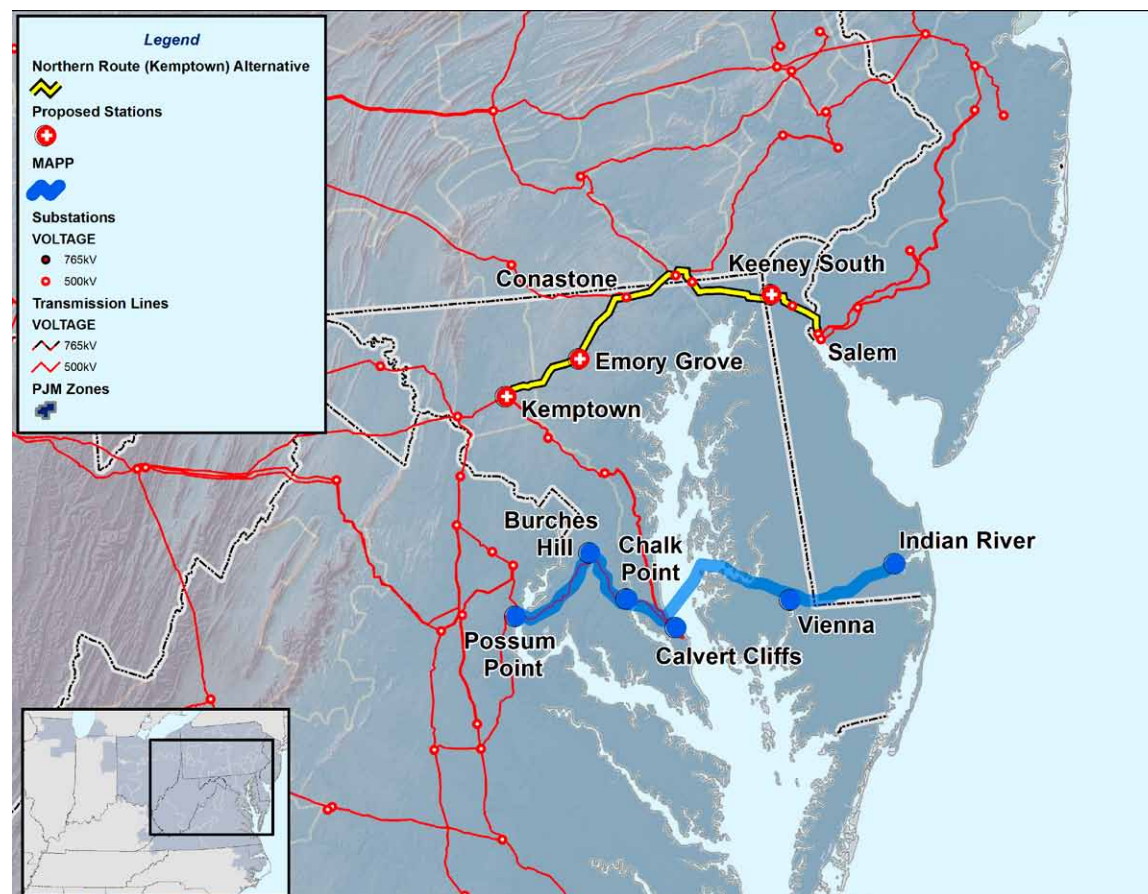 Legend
Northern Route (Kemptown) Alternative
Proposed Stations
MAPP
Substations
VOLTAGE
765kV
500kV
Transmission Lines
VOLTAGE
765kV
500kV
PJM Zones
Conastone
Keeney South
Emory Grove
Salem
Kemptown
Burches
Hill
Chalk
Point
Indian River
Possum
Point
Vienna
Calvert Cliffs